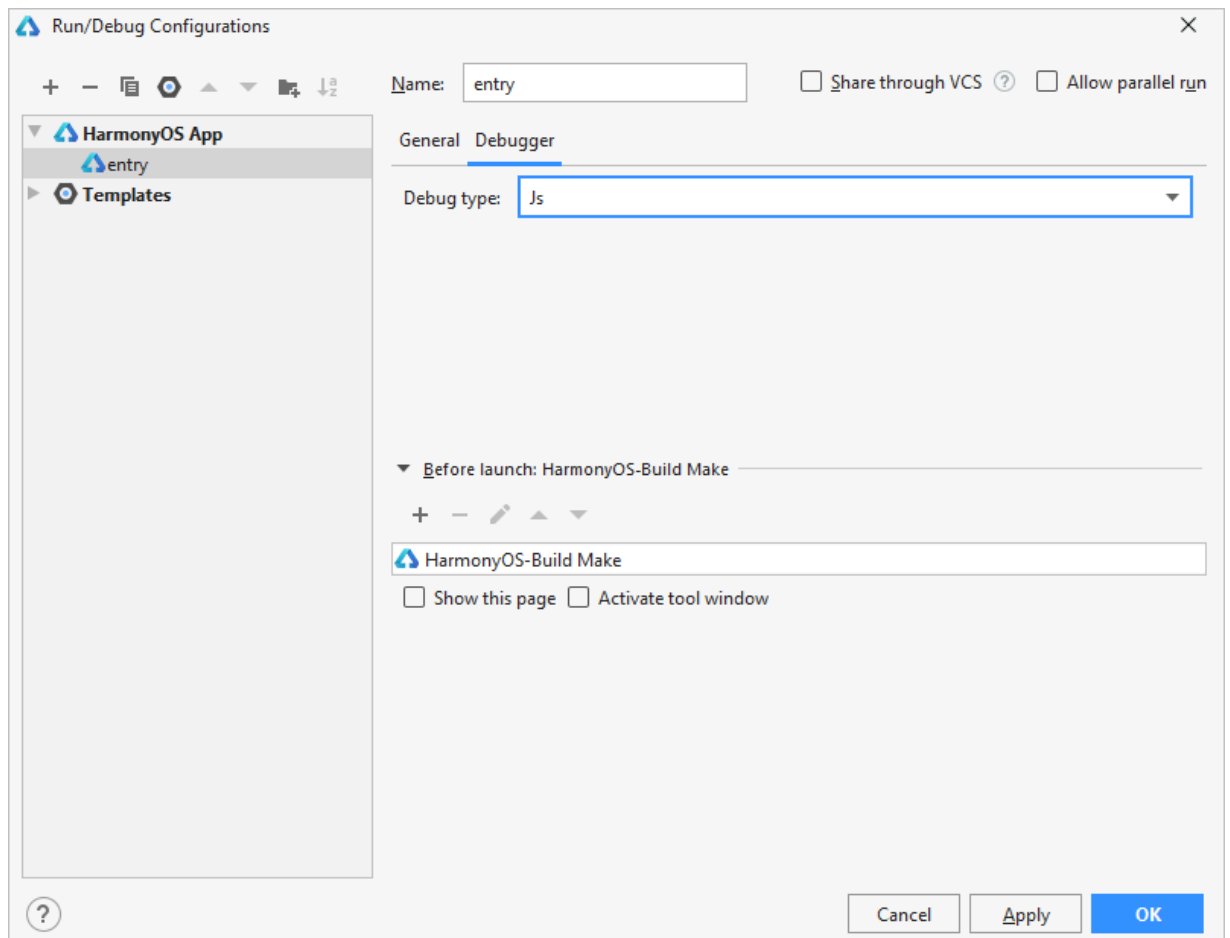 Run/Debug Configurations
Name: entry Share through VCS ? Allow parallel run
HarmonyOS App
entry
Templates
General Debugger
Debug type: Js
Before launch: HarmonyOS-Build Make
HarmonyOS-Build Make
Show this page Activate tool window
? Cancel Apply OK